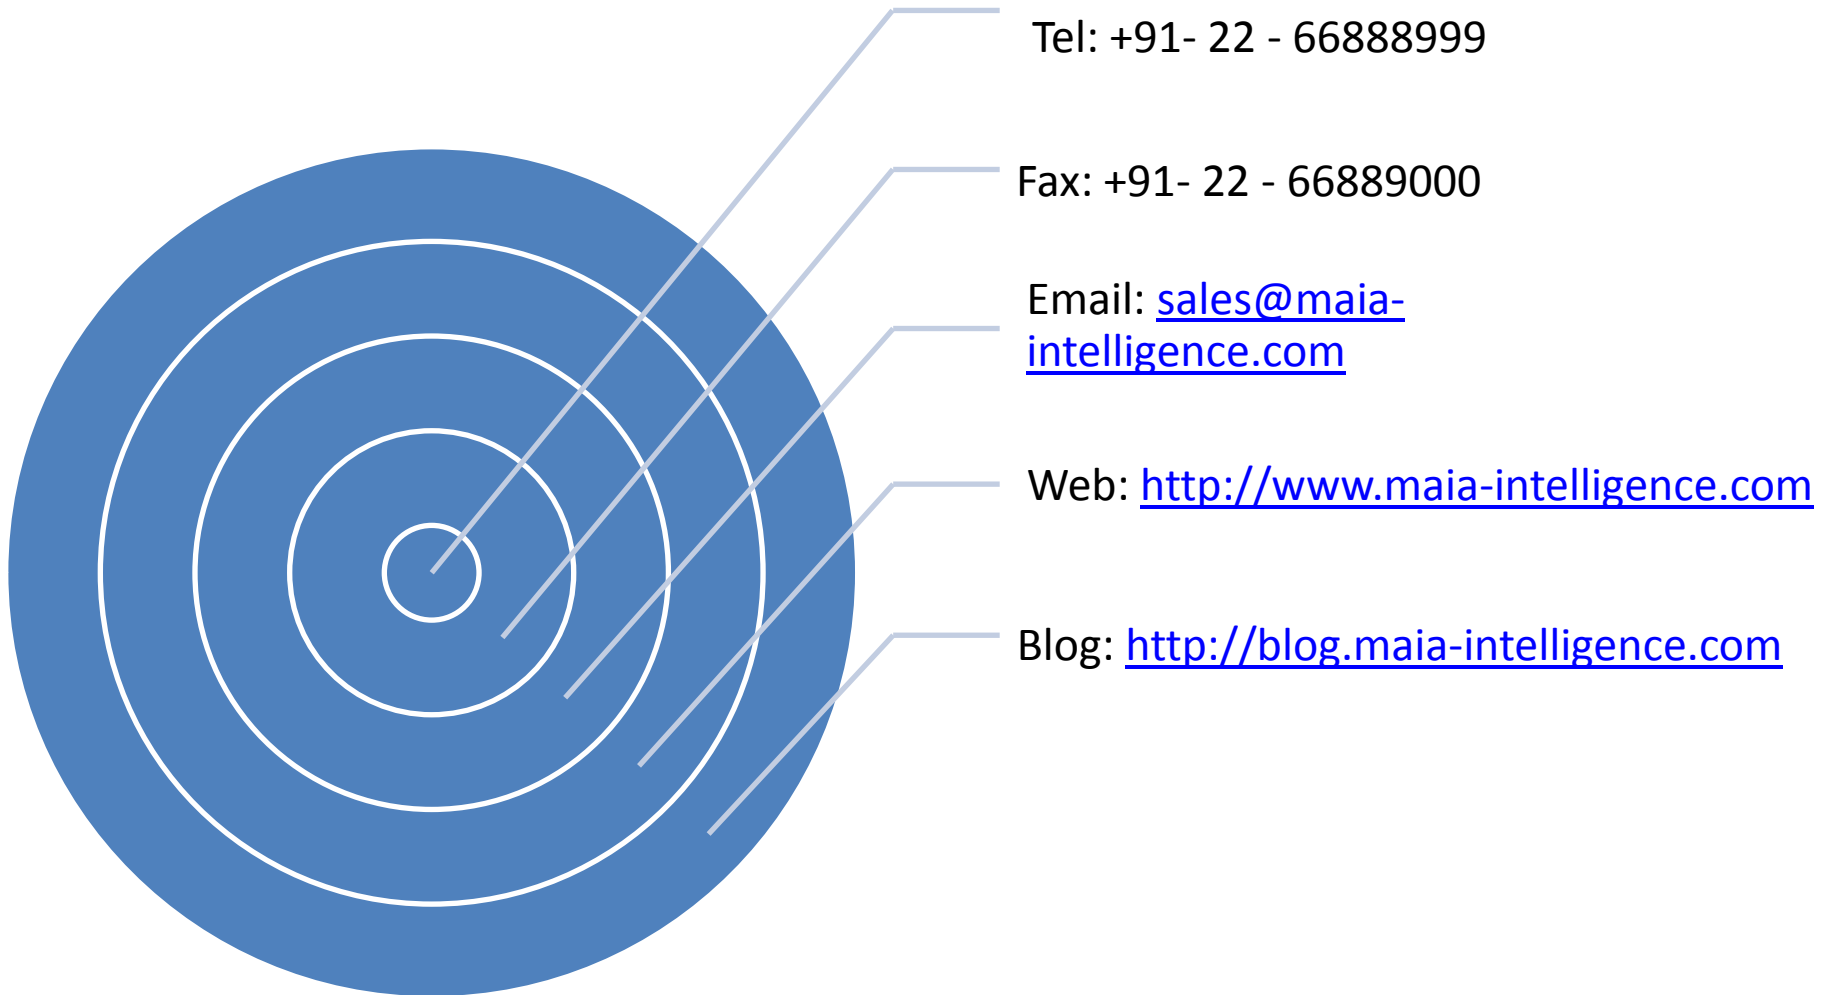 Tel: +91- 22 - 66888999
Fax: +91- 22 - 66889000
Email: sales@maia-
intelligence.com
Web: http://www.maia-intelligence.com
Blog: http://blog.maia-intelligence.com